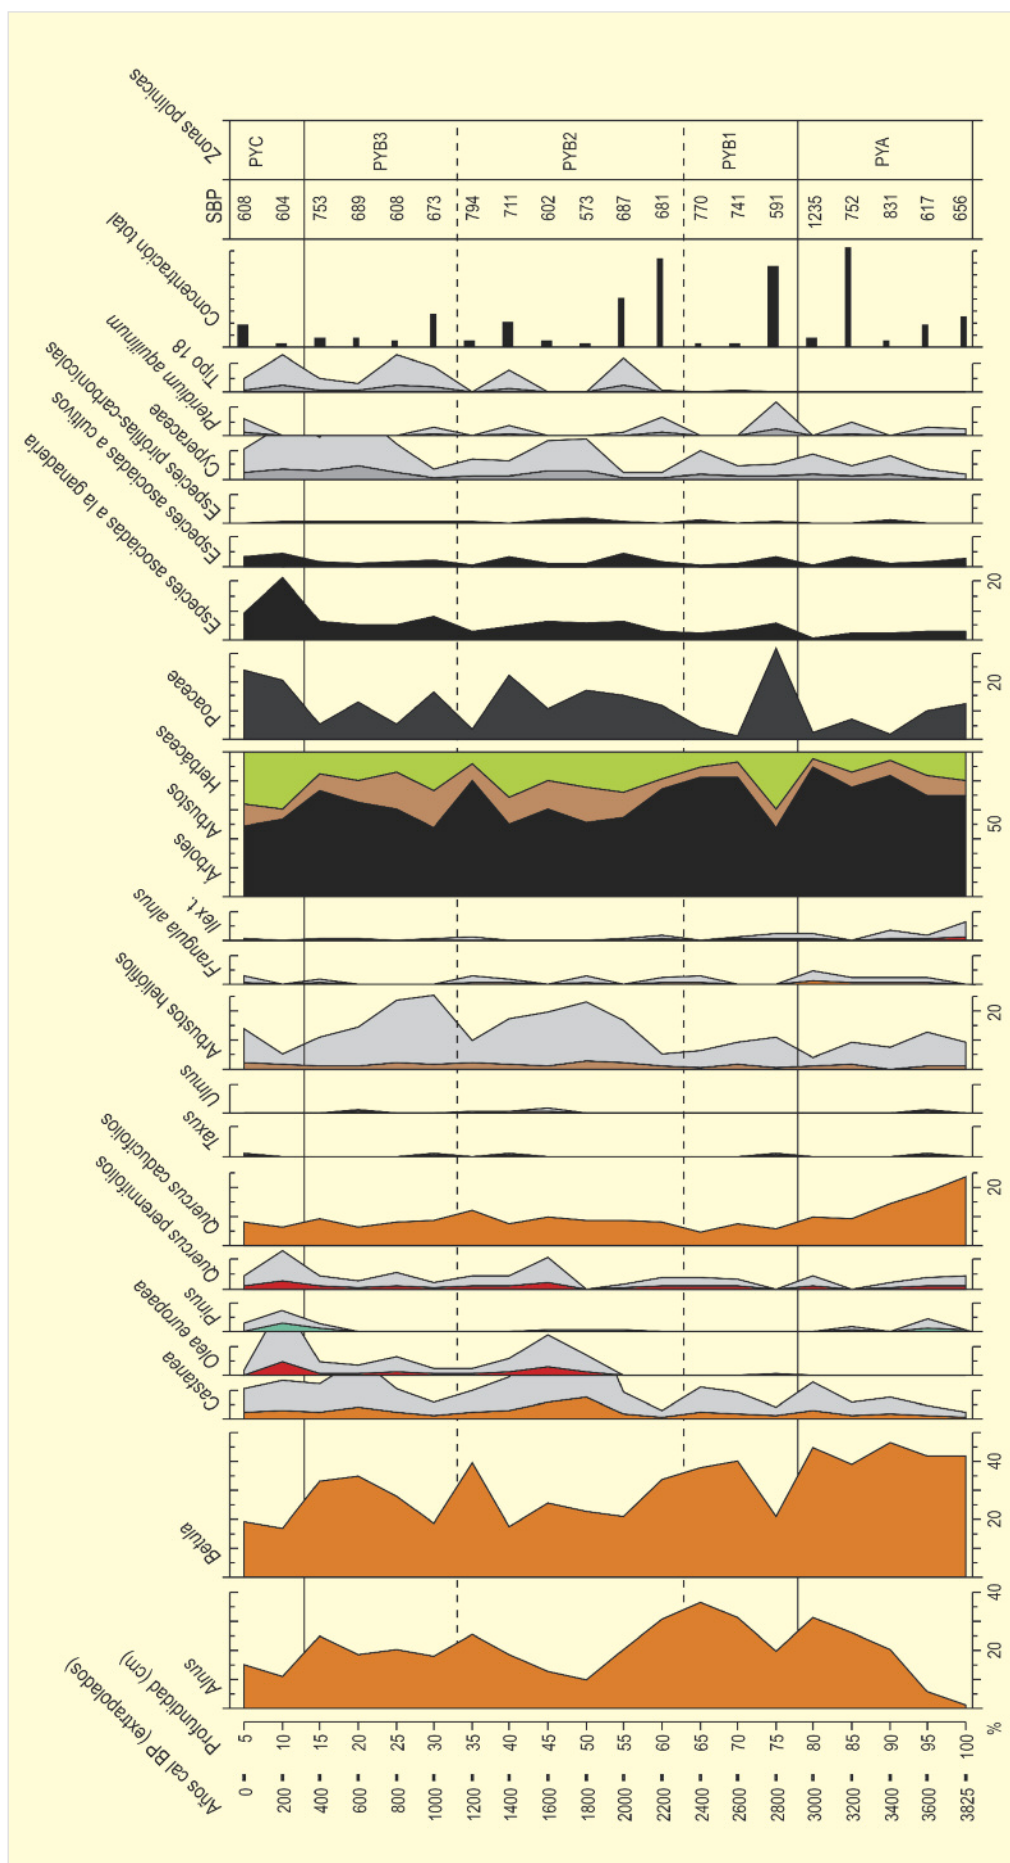 Años cal BP (extrapolados)
Profundidad (cm)
Alnus
Betula
Castanea
Olea europaea
Pinus
Quercus perennifolios
Quercus caducifolios
Taxus
Ulmus
Arbustos heliófilos
Frangula alnus
Ilex t.
Árboles
Arbustos
Herbáceas
Poaceae
Especies asociadas a la ganadería
Especies asociadas a cultivos
Especies pirófilas-carbonícolas
Cyperaceae
Pteridium aquilinum
Tipo 18
Concentración total
SBP
Zonas polínicas
0 5 608 PYC
200 10 604
400 15 753
600 20 689 PYB3
800 25 608
1000 30 673
1200 35 794
1400 40 711
1600 45 602 PYB2
1800 50 573
2000 55 687
2200 60 681
2400 65 770
2600 70 741 PYB1
2800 75 591
3000 80 1235
3200 85 752
3400 90 831 PYA
3600 95 617
3825 100 656
% 20 40 20 40 20 20 50 20 20